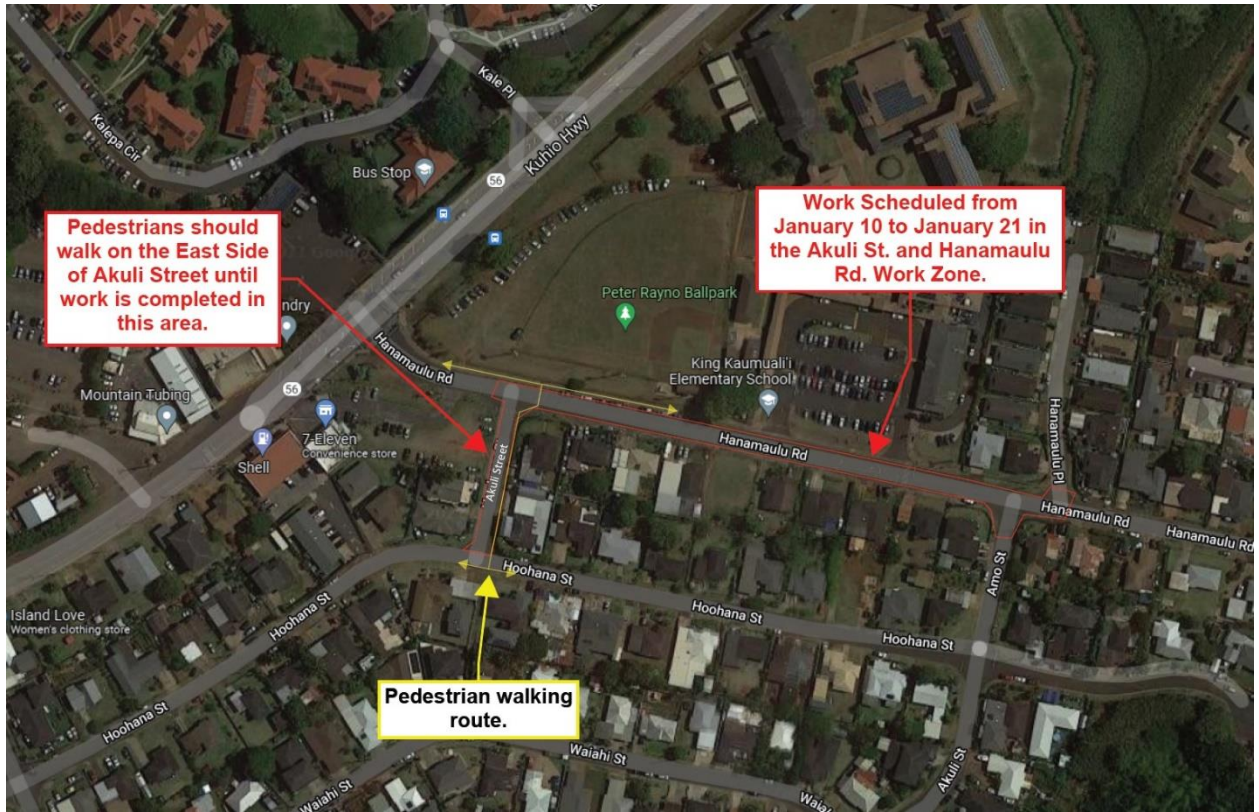 Kalepa Cir
Kale Pl
Kuhio Hwy
Bus Stop
56
Pedestrians should
walk on the East Side
of Akuli Street until
work is completed in
this area.
Work Scheduled from
January 10 to January 21 in
the Akuli St. and Hanamaulu
Rd. Work Zone.
ndry
Peter Rayno Ballpark
Hanamaulu Rd
King Kaumuali'i
Elementary School
Mountain Tubing
56
7-Eleven
Convenience store
Shell
Akuli Street
Hanamaulu Rd
Hanamaulu Pl
Hanamaulu Rd
Hanamaulu Rd
Amo St
Hoohana St
Hoohana St
Hoohana St
Island Love
Women's clothing store
Hoohana St
Pedestrian walking
route.
Waiahi St
Waiahi St
Akuli St